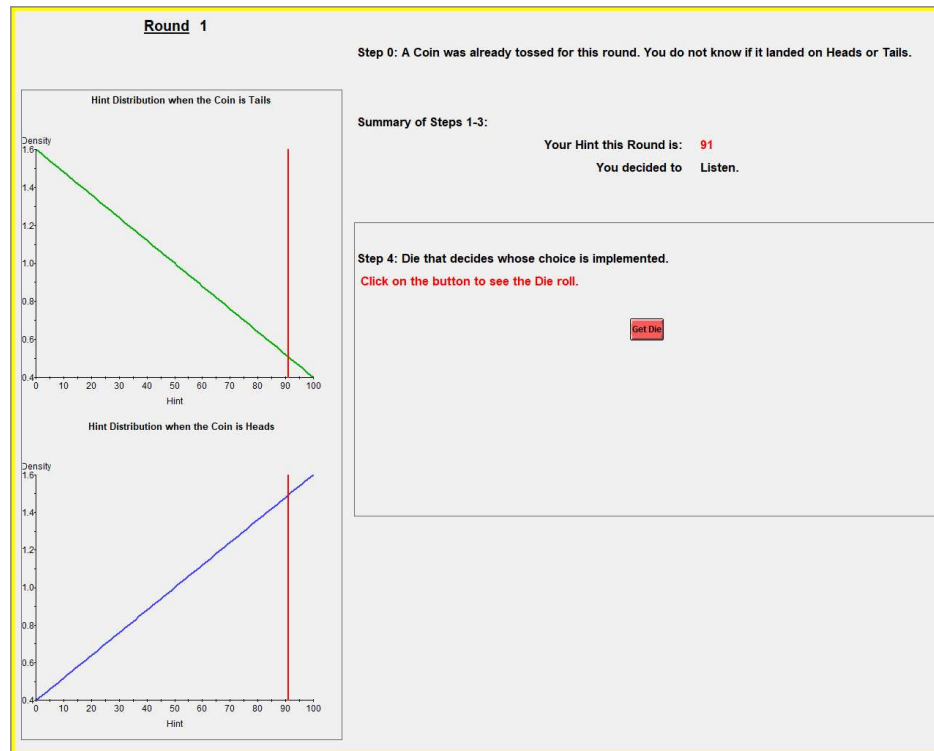 Round 1
Step 0: A Coin was already tossed for this round. You do not know if it landed on Heads or Tails.
Hint Distribution when the Coin is Tails
Density
1.6
1.4
1.2
1.0
0.8
0.6
0.4
0 10 20 30 40 50 60 70 80 90 100
Hint
Hint Distribution when the Coin is Heads
Density
1.6
1.4
1.2
1.0
0.8
0.6
0.4
0 10 20 30 40 50 60 70 80 90 100
Hint
Summary of Steps 1-3:
Your Hint this Round is: 91
You decided to Listen.
Step 4: Die that decides whose choice is implemented.
Click on the button to see the Die roll.
Get Die